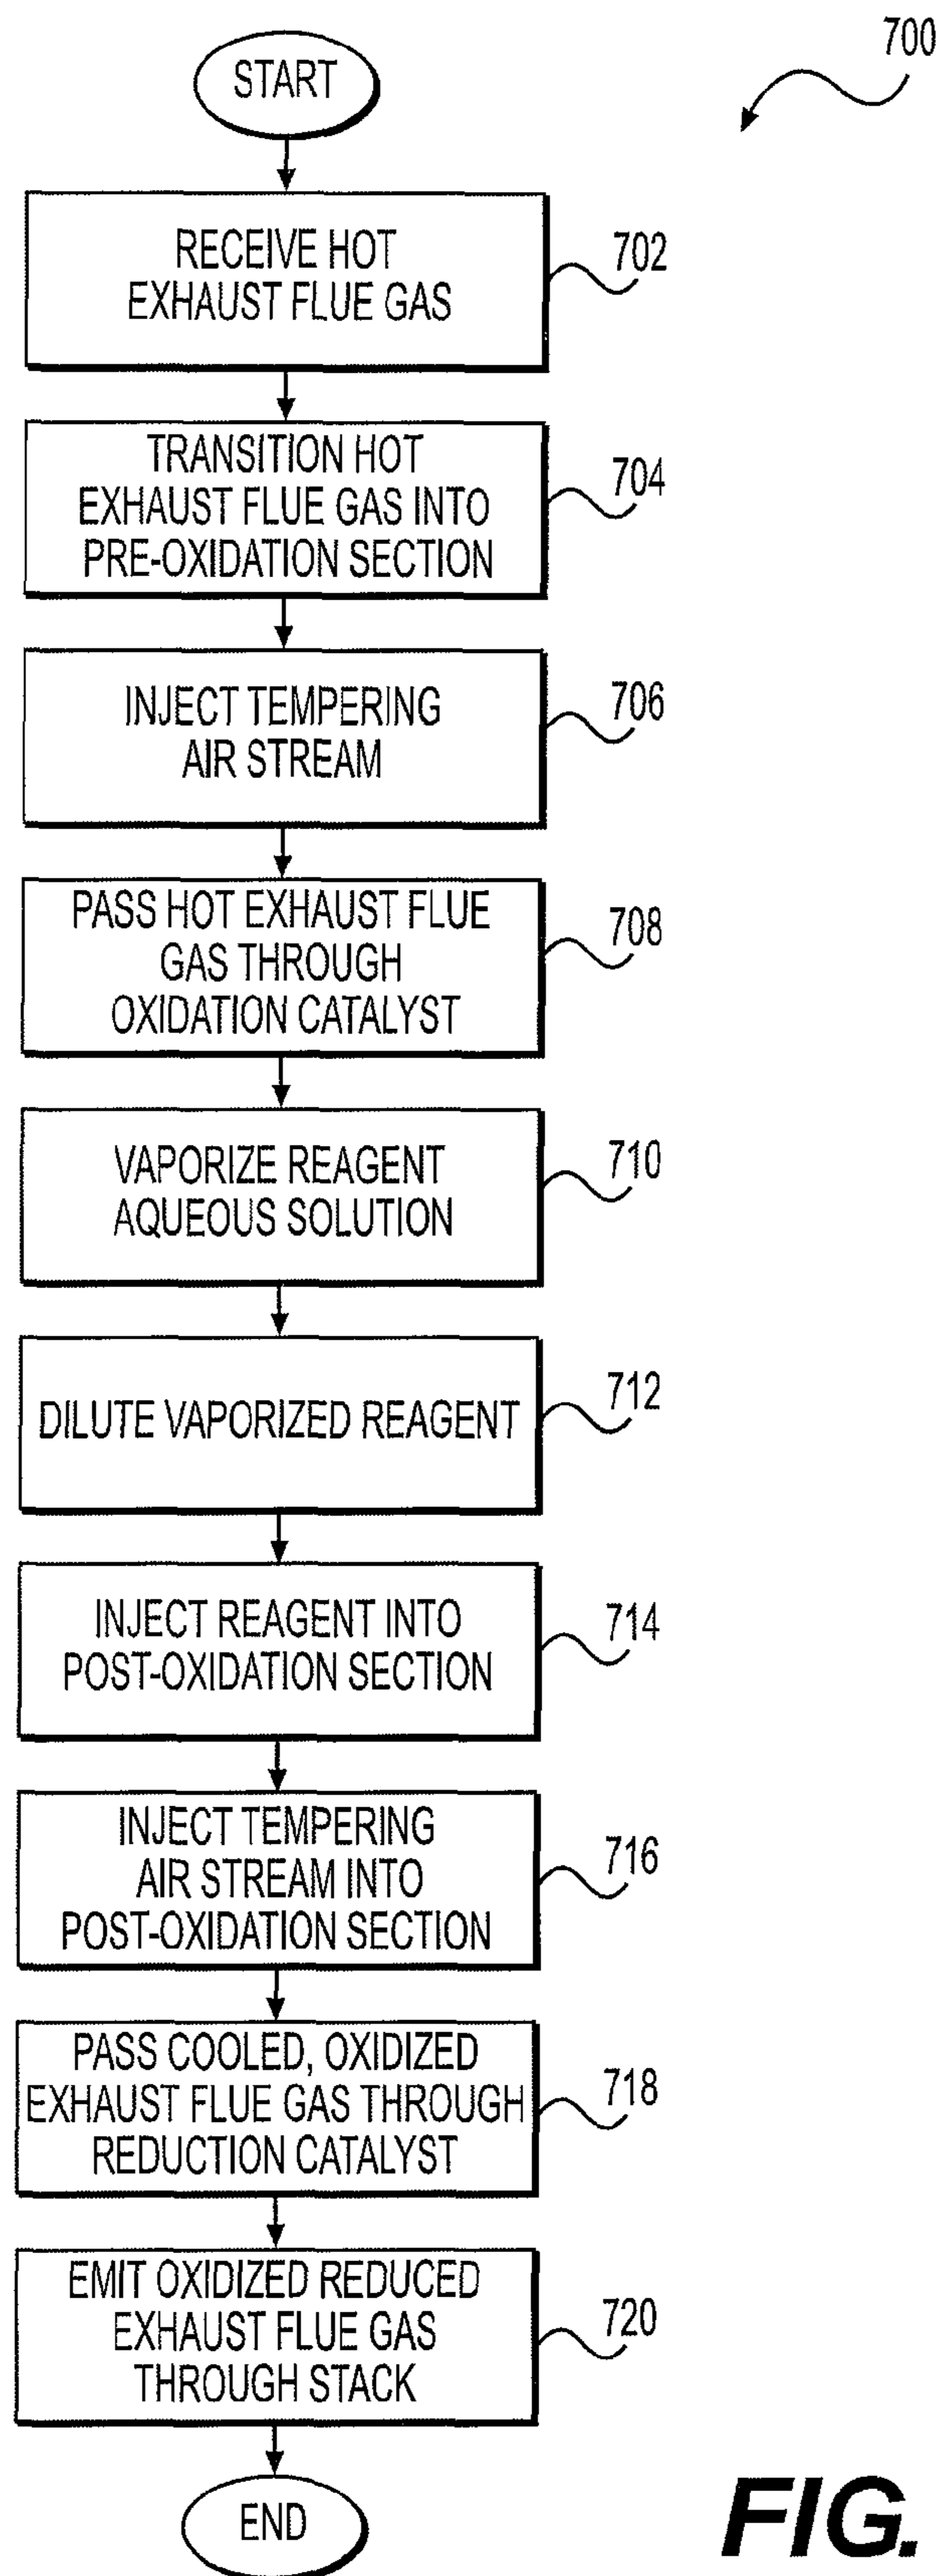 700
START
RECEIVE HOT
EXHAUST FLUE GAS
702
TRANSITION HOT
EXHAUST FLUE GAS INTO
PRE-OXIDATION SECTION
704
INJECT TEMPERING
AIR STREAM
706
PASS HOT EXHAUST FLUE
GAS THROUGH
OXIDATION CATALYST
708
VAPORIZE REAGENT
AQUEOUS SOLUTION
710
DILUTE VAPORIZED REAGENT
712
INJECT REAGENT INTO
POST-OXIDATION SECTION
714
INJECT TEMPERING
AIR STREAM INTO
POST-OXIDATION SECTION
716
PASS COOLED, OXIDIZED
EXHAUST FLUE GAS THROUGH
REDUCTION CATALYST
718
EMIT OXIDIZED REDUCED
EXHAUST FLUE GAS
THROUGH STACK
720
END
FIG.